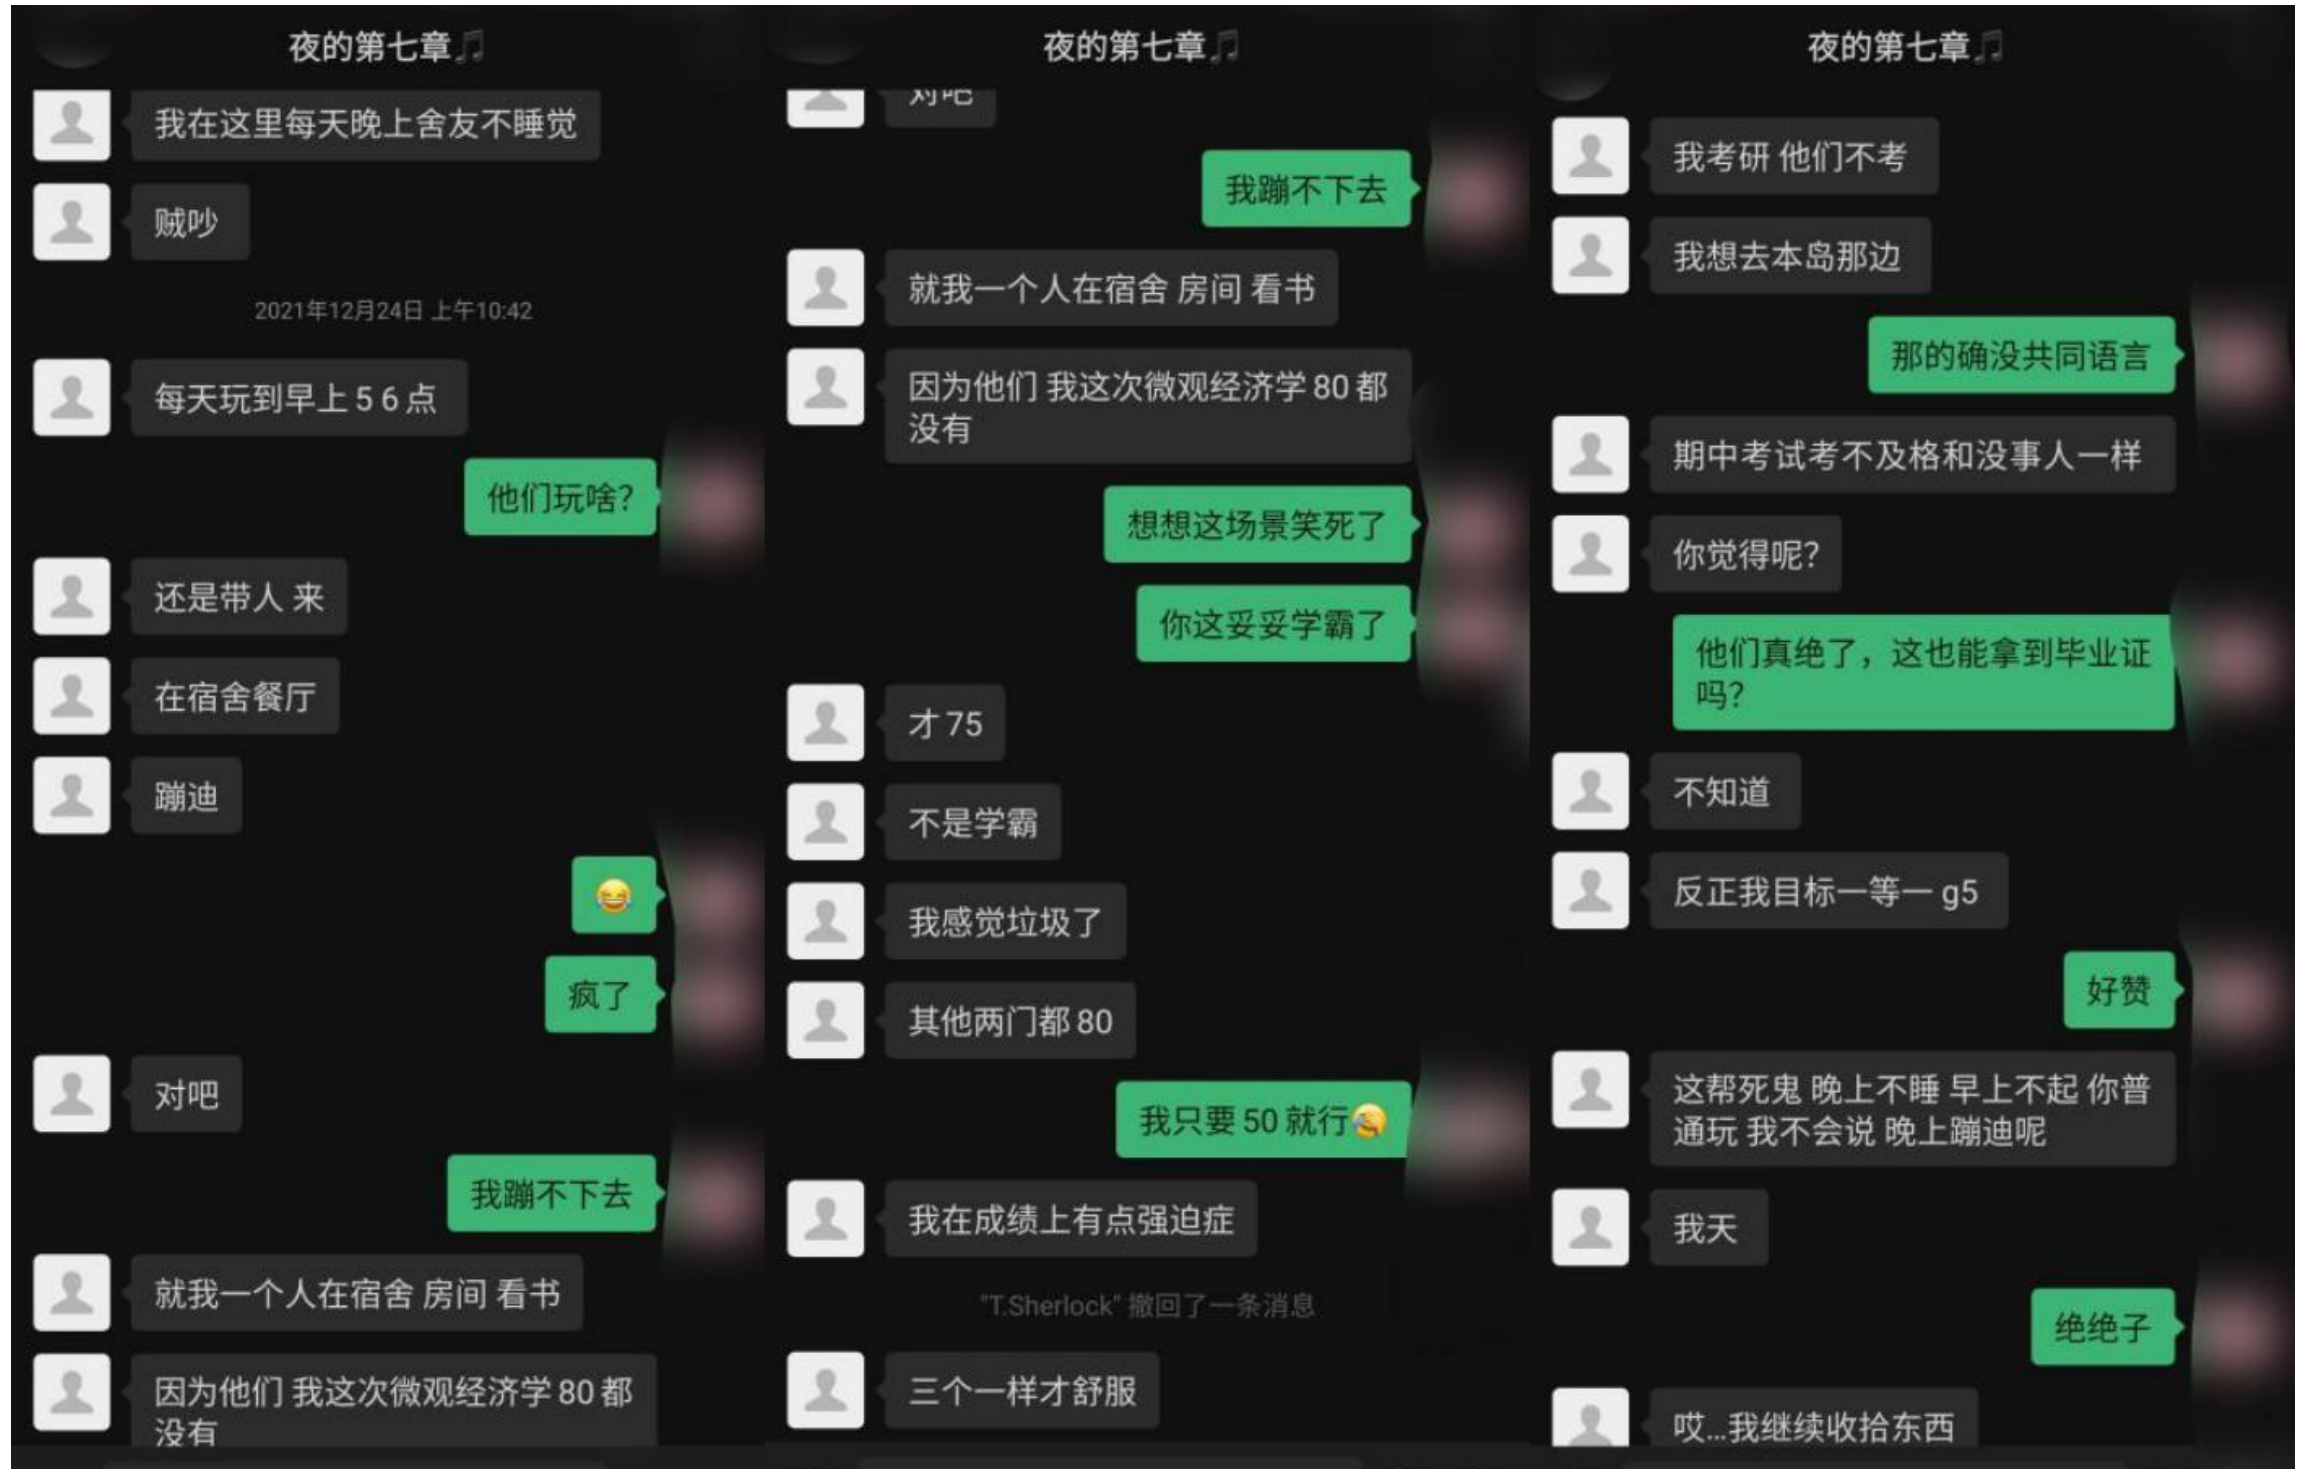 夜的第七章🎵
我在这里每天晚上舍友不睡觉
贼吵
2021年12月24日 上午10:42
每天玩到早上 5 6 点
他们玩啥？
还是带人 来
在宿舍餐厅
蹦迪
😂
疯了
对吧
我蹦不下去
就我一个人在宿舍 房间 看书
因为他们 我这次微观经济学 80 都
没有
夜的第七章🎵
对吧
我蹦不下去
就我一个人在宿舍 房间 看书
因为他们 我这次微观经济学 80 都
没有
想想这场景笑死了
你这妥妥学霸了
才 75
不是学霸
我感觉垃圾了
其他两门都 80
我只要 50 就行
我在成绩上有点强迫症
"T.Sherlock" 撤回了一条消息
三个一样才舒服
夜的第七章🎵
我考研 他们不考
我想去本岛那边
那的确没共同语言
期中考试考不及格和没事人一样
你觉得呢？
他们真绝了，这也能拿到毕业证
吗？
不知道
反正我目标一等一 g5
好赞
这帮死鬼 晚上不睡 早上不起 你普
通玩 我不会说 晚上蹦迪呢
我天
绝绝子
哎...我继续收拾东西